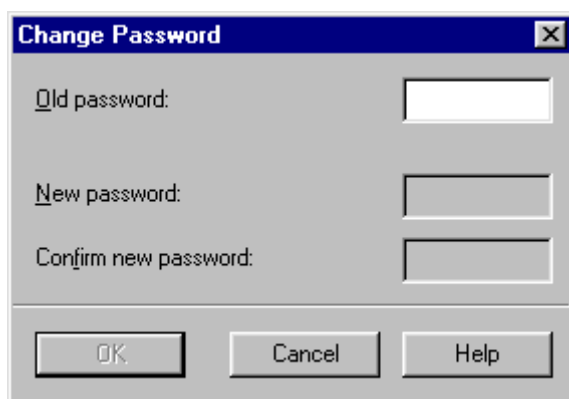 Change Password
Old password:
New password:
Confirm new password:
OK Cancel Help